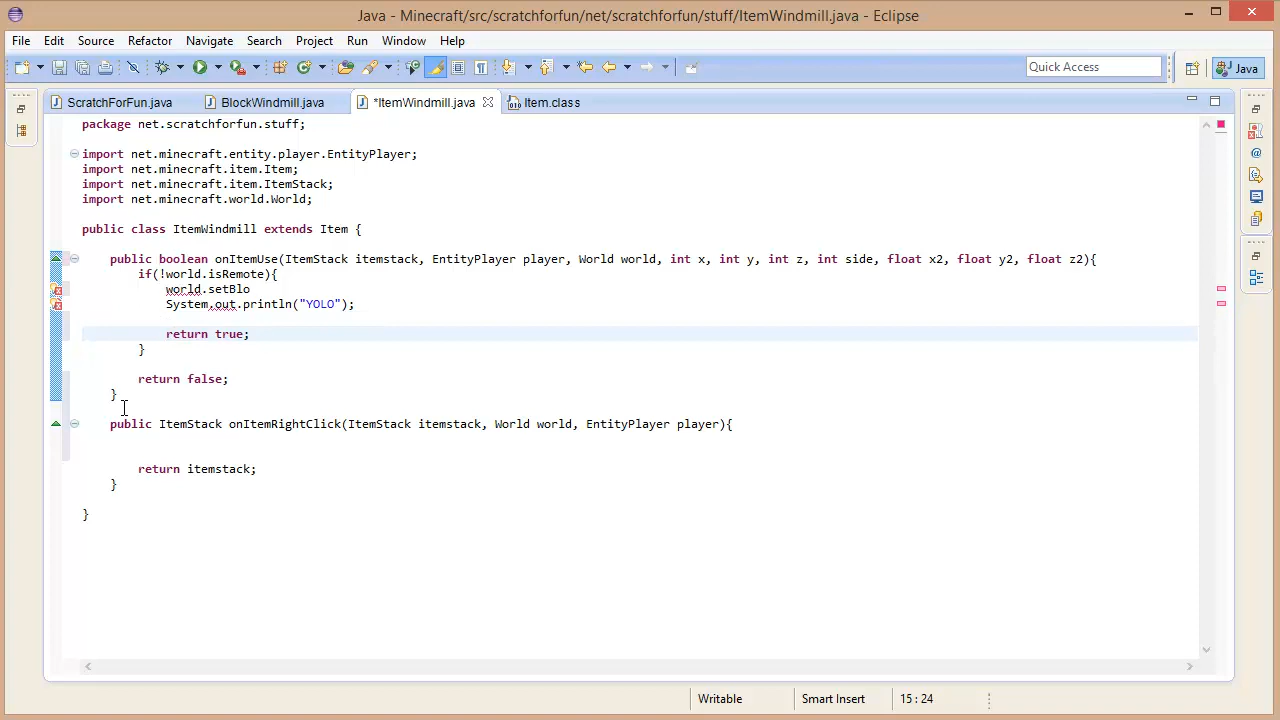 Java - Minecraft/src/scratchforfun/net/scratchforfun/stuff/ItemWindmill.java - Eclipse
File Edit Source Refactor Navigate Search Project Run Window Help
Quick Access Java
ScratchForFun.java BlockWindmill.java *ItemWindmill.java Item.class
package net.scratchforfun.stuff;
import net.minecraft.entity.player.EntityPlayer;
import net.minecraft.item.Item;
import net.minecraft.item.ItemStack;
import net.minecraft.world.World;
public class ItemWindmill extends Item {
public boolean onItemUse(ItemStack itemstack, EntityPlayer player, World world, int x, int y, int z, int side, float x2, float y2, float z2){
if(!world.isRemote){
world.setBlo
System.out.println("YOLO");
return true;
}
return false;
}
public ItemStack onItemRightClick(ItemStack itemstack, World world, EntityPlayer player){
return itemstack;
}
}
Writable Smart Insert 15 : 24